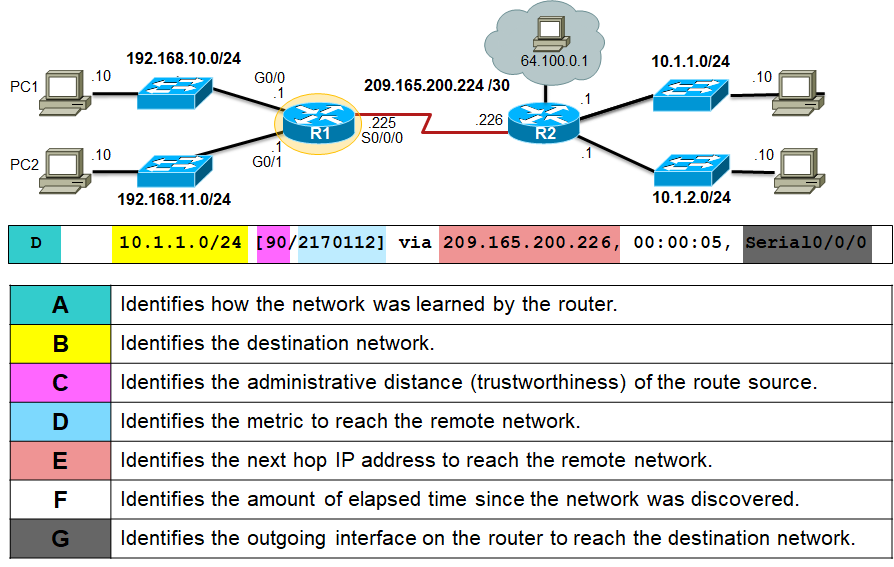 64.100.0.1
192.168.10.0/24
10.1.1.0/24
PC1
.10
G0/0
.1
209.165.200.224 /30
.1
.10
R1
.225
S0/0/0
.226
R2
PC2
.10
.1
G0/1
.1
.10
192.168.11.0/24
10.1.2.0/24
D 10.1.1.0/24 [90/2170112] via 209.165.200.226, 00:00:05, Serial0/0/0
A Identifies how the network was learned by the router.
B Identifies the destination network.
C Identifies the administrative distance (trustworthiness) of the route source.
D Identifies the metric to reach the remote network.
E Identifies the next hop IP address to reach the remote network.
F Identifies the amount of elapsed time since the network was discovered.
G Identifies the outgoing interface on the router to reach the destination network.